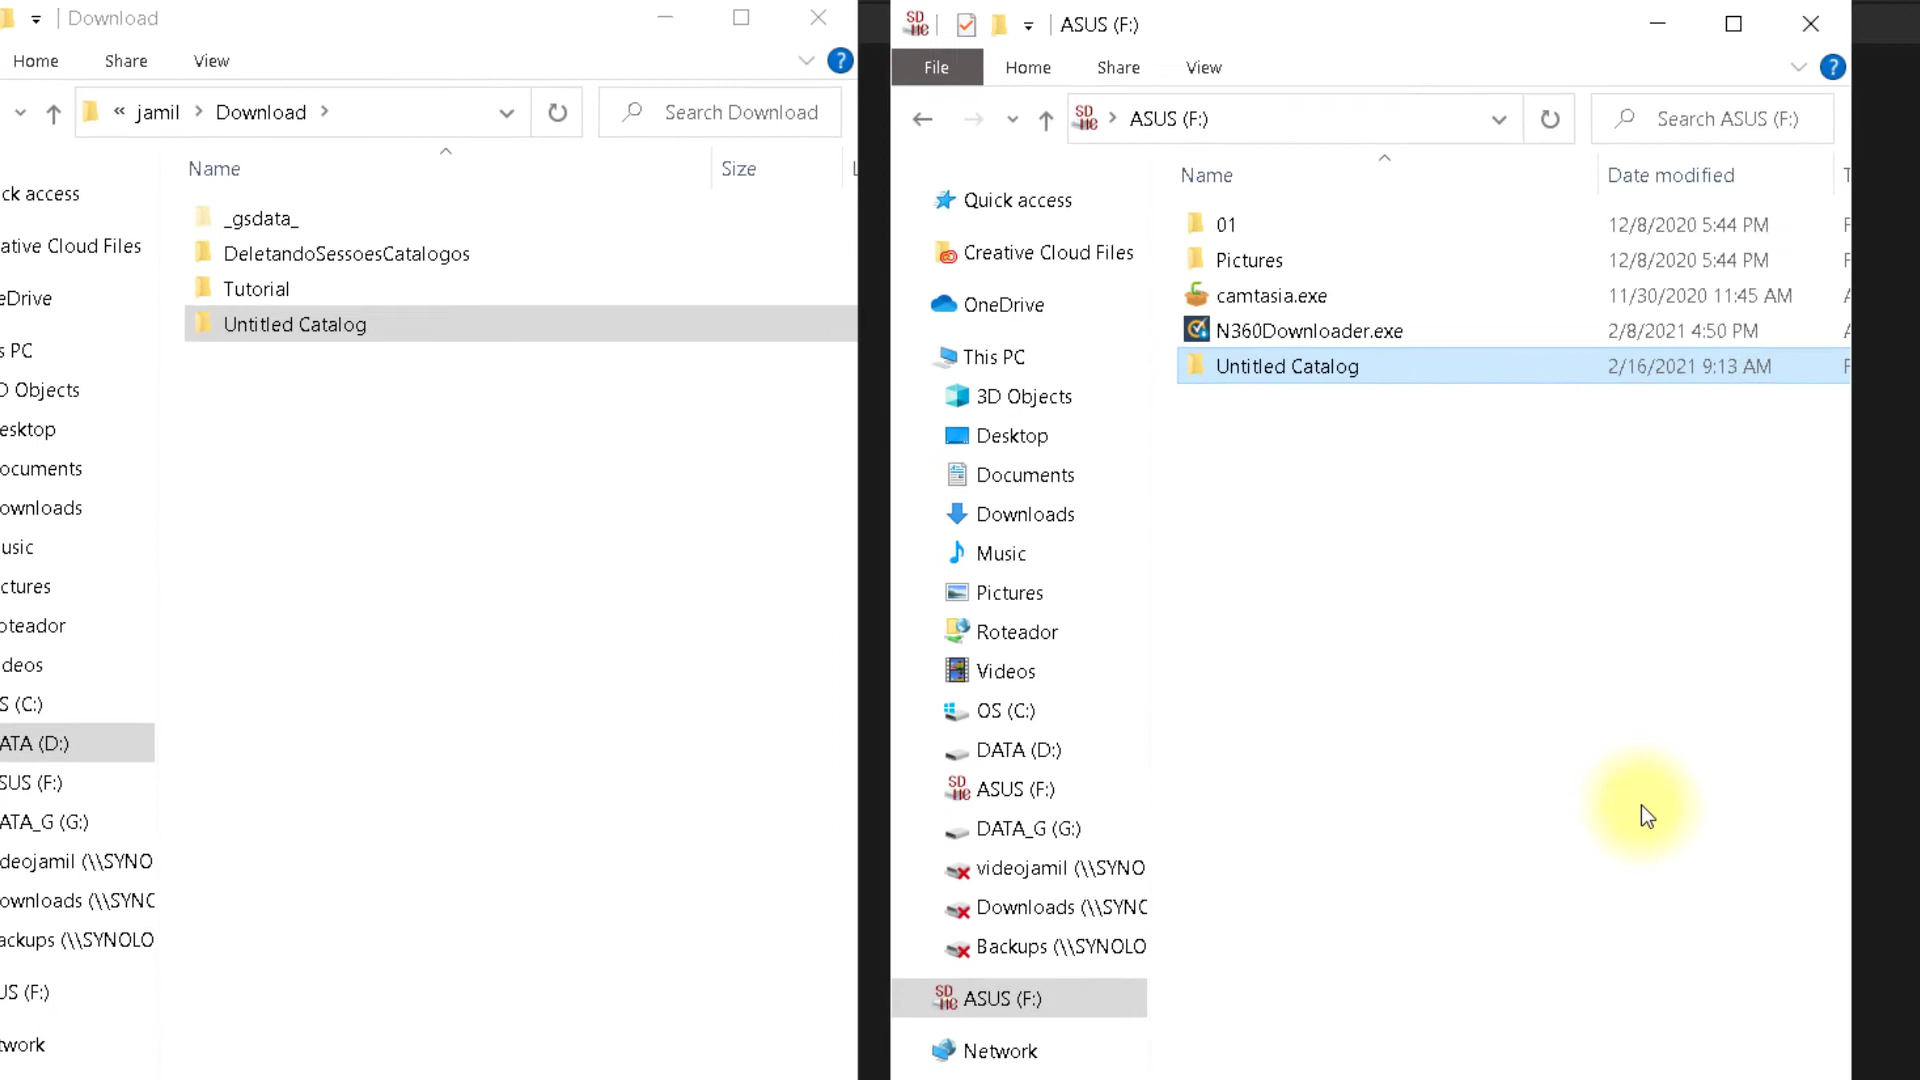 Download
Home Share View
« jamil > Download >
Search Download
Name Size
ck access
ative Cloud Files
eDrive
s PC
D Objects
esktop
ocuments
ownloads
usic
ctures
oteador
deos
S (C:)
ATA (D:)
SUS (F:)
ATA_G (G:)
deojamil (\\SYNO
ownloads (\\SYNC
ackups (\\SYNOLO
JS (F:)
twork
_gsdata_
DeletandoSessoesCatalogos
Tutorial
Untitled Catalog
ASUS (F:)
File Home Share View
> ASUS (F:)
Search ASUS (F:)
Name Date modified
Quick access
Creative Cloud Files
OneDrive
This PC
3D Objects
Desktop
Documents
Downloads
Music
Pictures
Roteador
Videos
OS (C:)
DATA (D:)
ASUS (F:)
DATA_G (G:)
videojamil (\\SYNO
Downloads (\\SYNC
Backups (\\SYNOLO
ASUS (F:)
Network
01 12/8/2020 5:44 PM
Pictures 12/8/2020 5:44 PM
camtasia.exe 11/30/2020 11:45 AM
N360Downloader.exe 2/8/2021 4:50 PM
Untitled Catalog 2/16/2021 9:13 AM